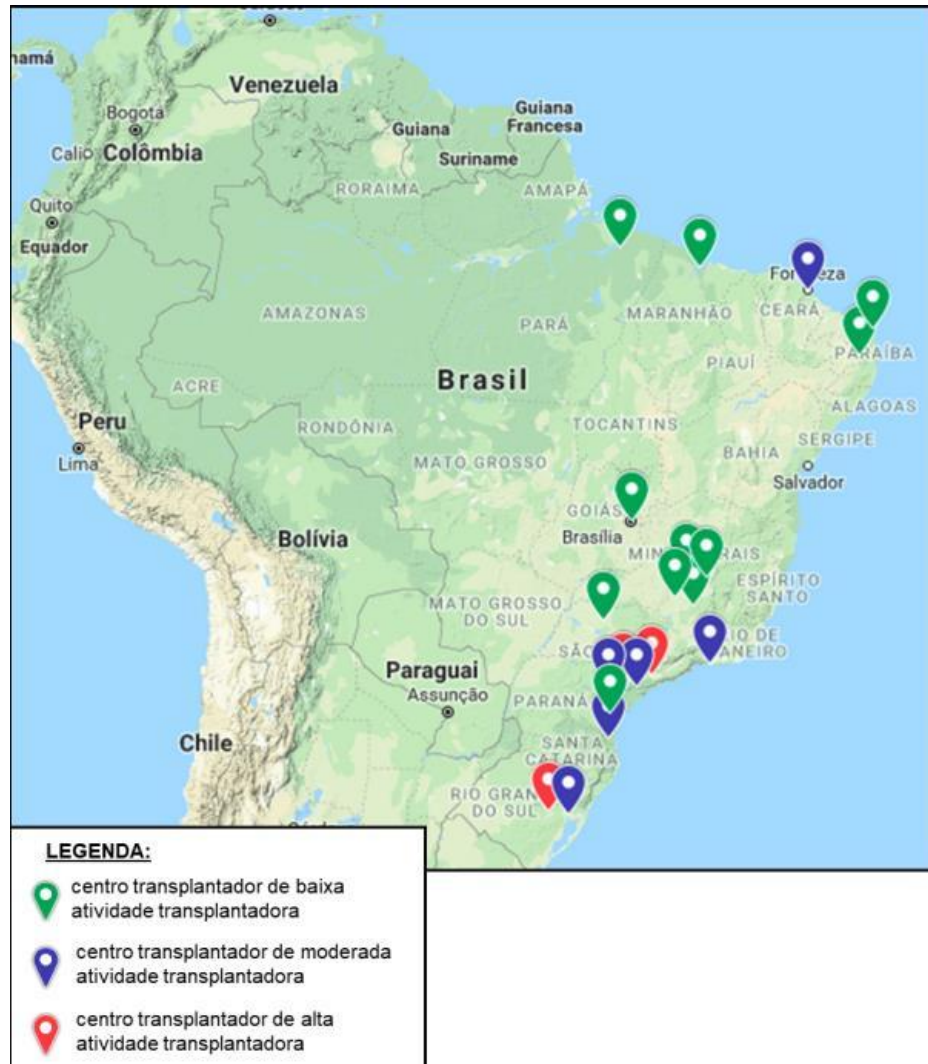 namá
Venezuela
Bogotá
Colômbia
Cali
Guiana
Guiana
Francesa
Suriname
RORAIMA
AMAPÁ
Quito
Equador
AMAZONAS
PARÁ
MARANHÃO
CEARÁ
PARAÍBA
PIAUÍ
Brasil
ACRE
RONDÔNIA
TOCANTINS
ALAGOAS
SERGIPE
BAHIA
Salvador
Peru
Lima
MATO GROSSO
GOIÁS
Brasília
Bolívia
ESPÍRITO
SANTO
MATO GROSSO
DO SUL
Paraguai
Assunção
PARANÁ
SANTA
CATARINA
Chile
DO SUL
LEGENDA:
centro transplantador de baixa
atividade transplantadora
centro transplantador de moderada
atividade transplantadora
centro transplantador de alta
atividade transplantadora